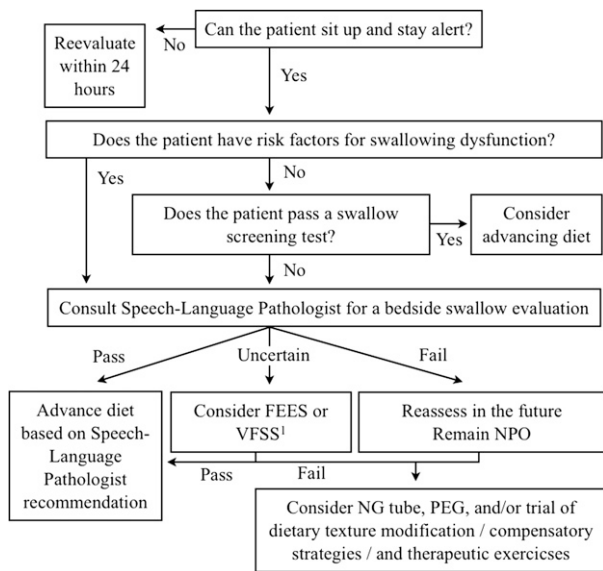 Can the patient sit up and stay alert?
No
Reevaluate
within 24
hours
Yes
Does the patient have risk factors for swallowing dysfunction?
Yes
No
Does the patient pass a swallow
screening test?
Yes
Consider
advancing diet
No
Consult Speech-Language Pathologist for a bedside swallow evaluation
Pass
Uncertain
Fail
Advance diet
based on Speech-
Language
Pathologist
recommendation
Consider FEES or
VFSS¹
Reassess in the future
Remain NPO
Pass
Fail
Consider NG tube, PEG, and/or trial of
dietary texture modification / compensatory
strategies / and therapeutic exercicses